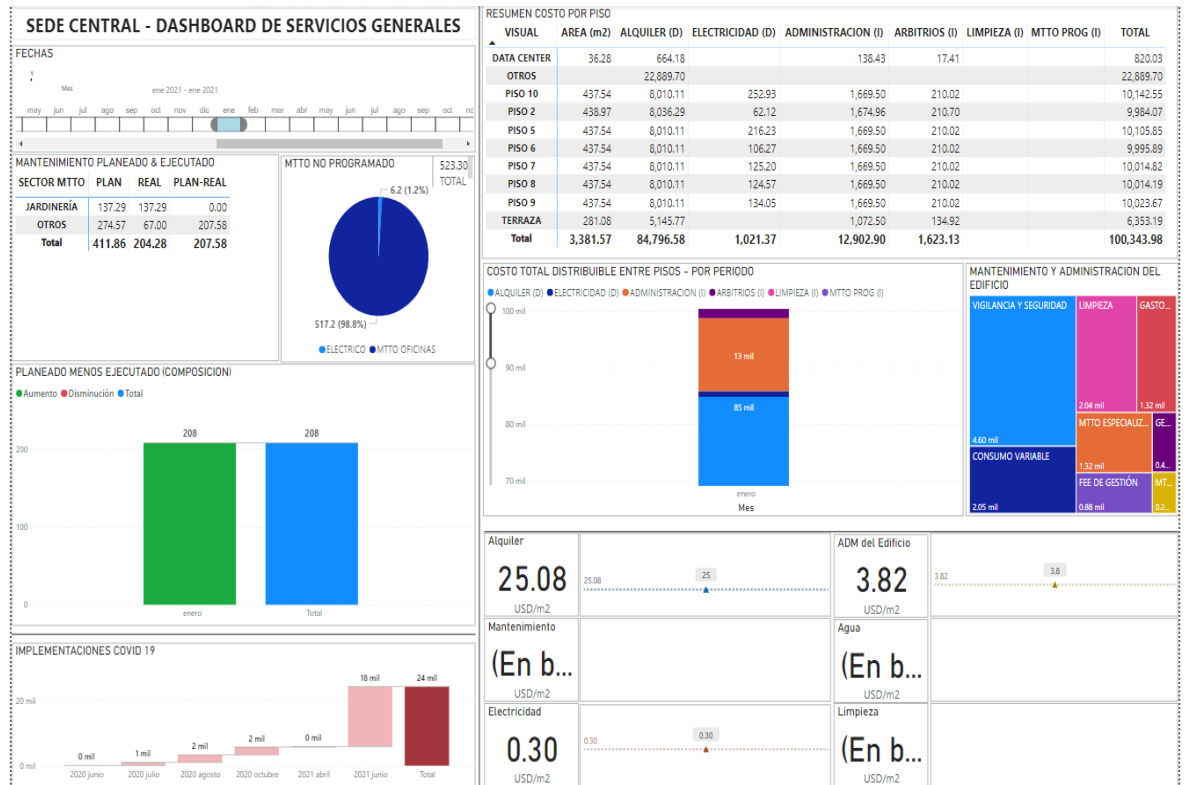 SEDE CENTRAL - DASHBOARD DE SERVICIOS GENERALES
FECHAS
Mes
ene 2021 - ene 2021
may jun jul ago sep oct nov dic ene feb mar abr may jun jul ago sep oct
MANTENIMIENTO PLANEADO & EJECUTADO
SECTOR MTTO PLAN REAL PLAN-REAL
JARDINERÍA 137.29 137.29 0.00
OTROS 274.57 67.00 207.58
Total 411.86 204.28 207.58
MTTO NO PROGRAMADO
523.30
TOTAL
6.2 (1.2%)
517.2 (98.8%)
ELECTRICO MTTO OFICINAS
PLANEADO MENOS EJECUTADO (COMPOSICION)
Aumento Disminución Total
208 208
200
100
0
enero Total
IMPLEMENTACIONES COVID 19
18 mil 24 mil
20 mil
0 mil 1 mil 2 mil 2 mil 0 mil
0 mil
2020 junio 2020 julio 2020 agosto 2020 octubre 2021 abril 2021 junio Total
RESUMEN COSTO POR PISO
VISUAL AREA (m2) ALQUILER (D) ELECTRICIDAD (D) ADMINISTRACION (I) ARBITRIOS (I) LIMPIEZA (I) MTTO PROG (I) TOTAL
DATA CENTER 36.28 664.18 138.43 17.41 820.03
OTROS 22,889.70 22,889.70
PISO 10 437.54 8,010.11 252.93 1,669.50 210.02 10,142.55
PISO 2 438.97 8,036.29 62.12 1,674.96 210.70 9,984.07
PISO 5 437.54 8,010.11 216.23 1,669.50 210.02 10,105.85
PISO 6 437.54 8,010.11 106.27 1,669.50 210.02 9,995.89
PISO 7 437.54 8,010.11 125.20 1,669.50 210.02 10,014.82
PISO 8 437.54 8,010.11 124.57 1,669.50 210.02 10,014.19
PISO 9 437.54 8,010.11 134.05 1,669.50 210.02 10,023.67
TERRAZA 281.08 5,145.77 1,072.50 134.92 6,353.19
Total 3,381.57 84,796.58 1,021.37 12,902.90 1,623.13 100,343.98
COSTO TOTAL DISTRIBUIBLE ENTRE PISOS - POR PERIODO
ALQUILER (D) ELECTRICIDAD (D) ADMINISTRACION (I) ARBITRIOS (I) LIMPIEZA (I) MTTO PROG (I)
100 mil
90 mil
80 mil
70 mil
13 mil
85 mil
enero
Mes
MANTENIMIENTO Y ADMINISTRACION DEL
EDIFICIO
VIGILANCIA Y SEGURIDAD
4.60 mil
CONSUMO VARIABLE
2.05 mil
LIMPIEZA
2.04 mil
GASTO...
1.32 mil
MTTO ESPECIALIZ...
1.32 mil
GE...
0.4...
FEE DE GESTIÓN
0.88 mil
MT...
0.2...
Alquiler
25.08
USD/m2
25.08
25
ADM del Edificio
3.82
USD/m2
3.82
3.8
Mantenimiento
(En b...
USD/m2
Agua
(En b...
USD/m2
Electricidad
0.30
USD/m2
0.30
0.30
Limpieza
(En b...
USD/m2